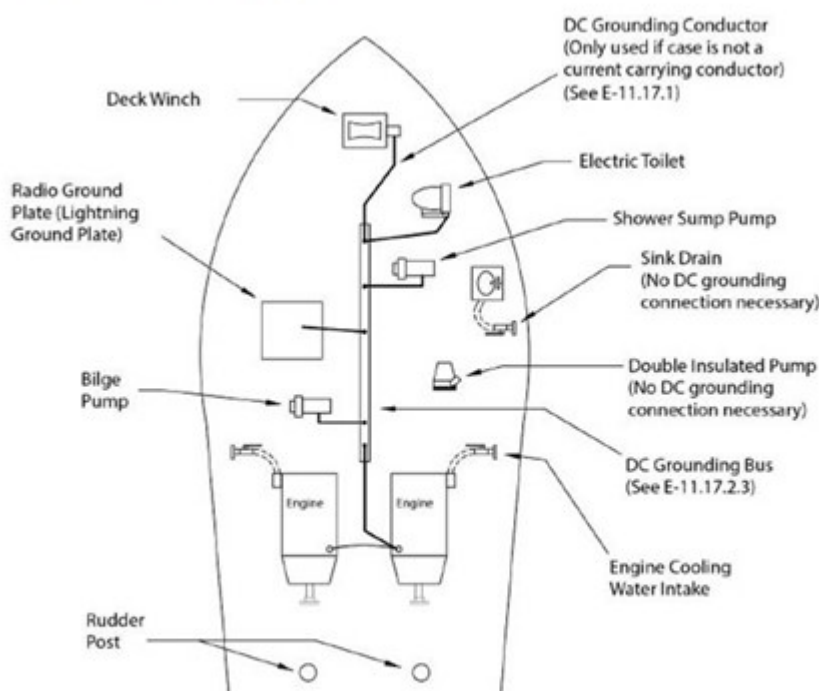 DC Grounding Conductor
(Only used if case is not a
current carrying conductor)
(See E-11.17.1)
Deck Winch
Electric Toilet
Radio Ground
Plate (Lightning
Ground Plate)
Shower Sump Pump
Sink Drain
(No DC grounding
connection necessary)
Double Insulated Pump
(No DC grounding
connection necessary)
Bilge
Pump
DC Grounding Bus
(See E-11.17.2.3)
Engine
Engine
Engine Cooling
Water Intake
Rudder
Post